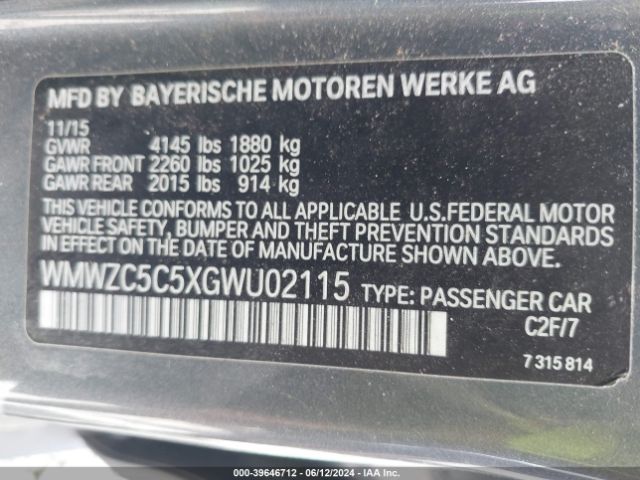 MFD BY BAYERISCHE MOTOREN WERKE AG
11/15
GVWR 4145 lbs 1880 kg
GAWR FRONT 2260 lbs 1025 kg
GAWR REAR 2015 lbs 914 kg
THIS VEHICLE CONFORMS TO ALL APPLICABLE U.S.FEDERAL MOTOR
VEHICLE SAFETY, BUMPER AND THEFT PREVENTION STANDARDS
IN EFFECT ON THE DATE OF MANUFACTURE SHOWN ABOVE.
WMWZC5C5XGWU02115 TYPE: PASSENGER CAR
C2F/7
7 315 814
000-39646712 - 06/12/2024 - IAA Inc.